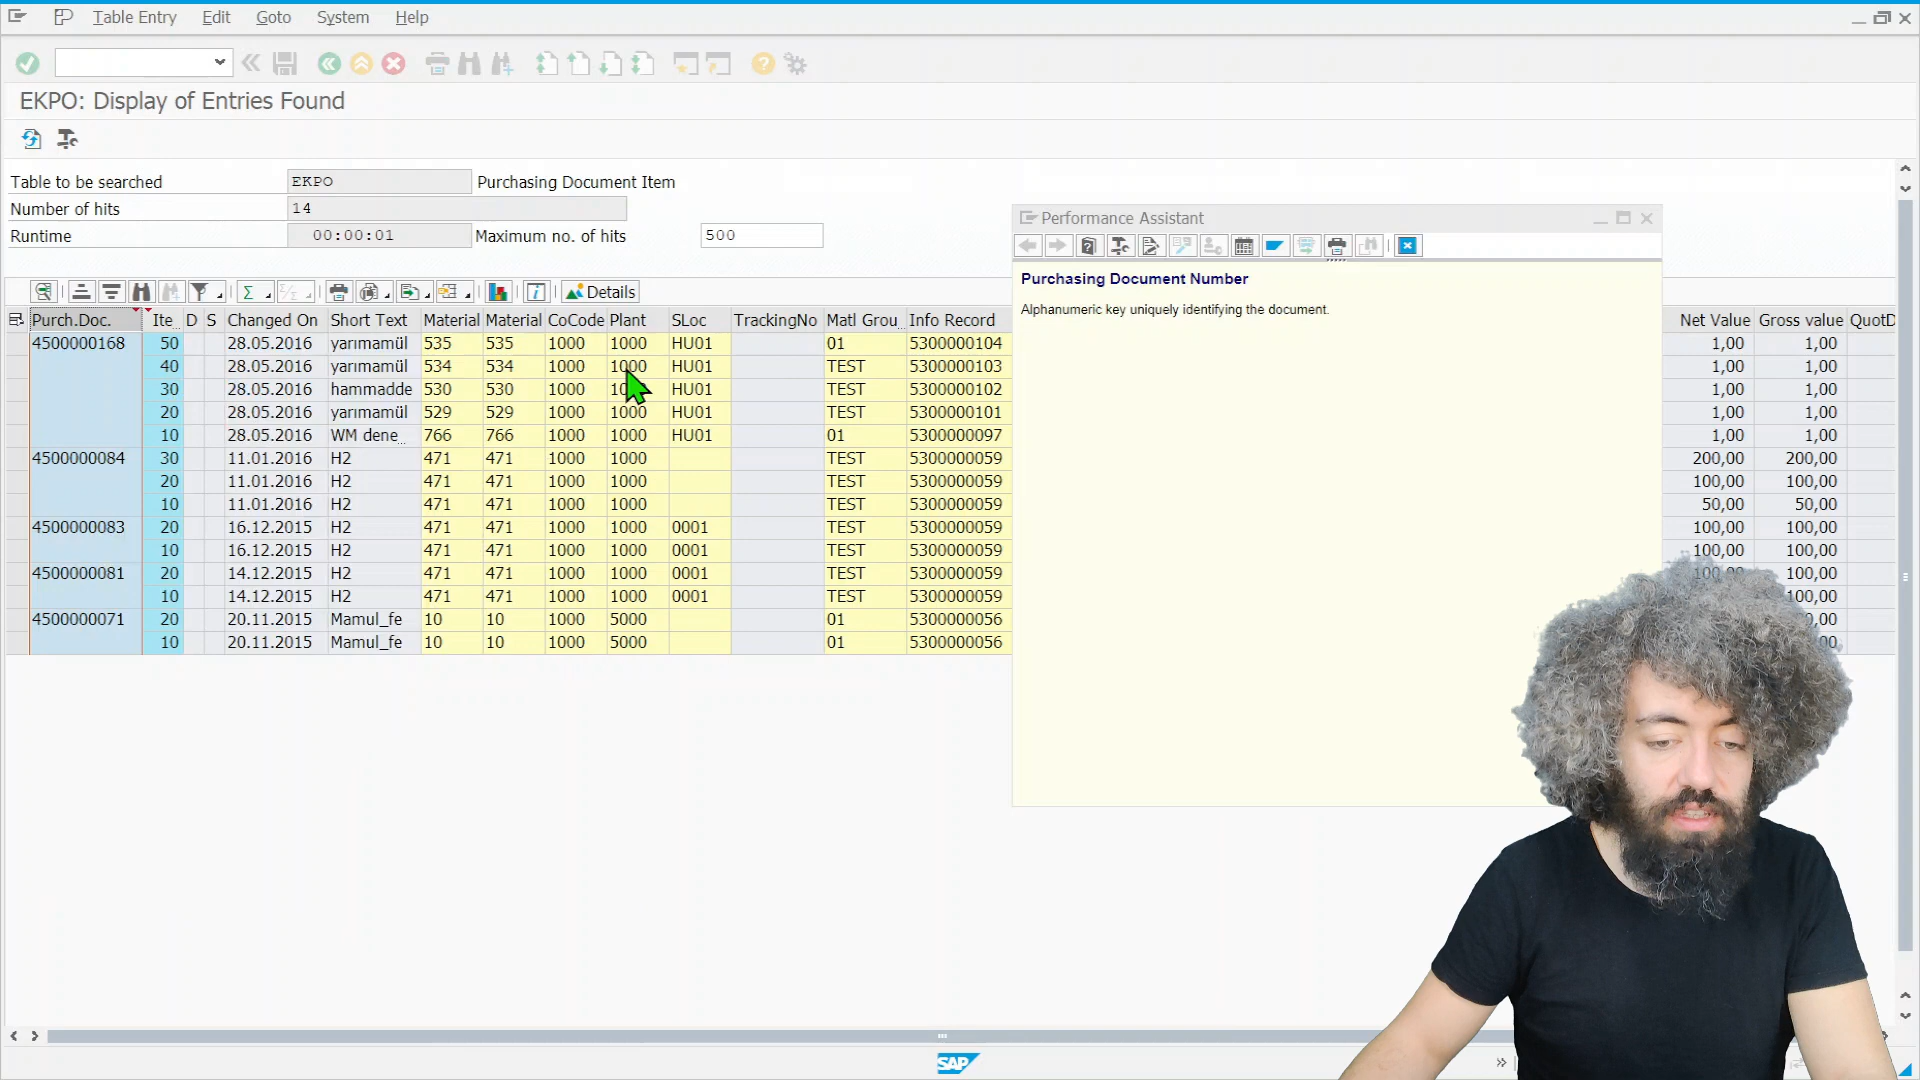 Table Entry Edit Goto System Help
EKPO: Display of Entries Found
Table to be searched EKPO Purchasing Document Item
Number of hits 14
Runtime 00:00:01 Maximum no. of hits 500
Details
Purch.Doc. Ite D S Changed On Short Text Material Material CoCode Plant SLoc TrackingNo Matl Grou Info Record Net Value Gross value QuotD
4500000168 50 28.05.2016 yarımamül 535 535 1000 1000 HU01 01 5300000104 1,00 1,00
40 28.05.2016 yarımamül 534 534 1000 1000 HU01 TEST 5300000103 1,00 1,00
30 28.05.2016 hammadde 530 530 1000 HU01 TEST 5300000102 1,00 1,00
20 28.05.2016 yarımamül 529 529 1000 1000 HU01 TEST 5300000101 1,00 1,00
10 28.05.2016 WM dene 766 766 1000 1000 HU01 01 5300000097 1,00 1,00
4500000084 30 11.01.2016 H2 471 471 1000 1000 TEST 5300000059 200,00 200,00
20 11.01.2016 H2 471 471 1000 1000 TEST 5300000059 100,00 100,00
10 11.01.2016 H2 471 471 1000 1000 TEST 5300000059 50,00 50,00
4500000083 20 16.12.2015 H2 471 471 1000 1000 0001 TEST 5300000059 100,00 100,00
10 16.12.2015 H2 471 471 1000 1000 0001 TEST 5300000059 100,00 100,00
4500000081 20 14.12.2015 H2 471 471 1000 1000 0001 TEST 5300000059 100,00 100,00
10 14.12.2015 H2 471 471 1000 1000 0001 TEST 5300000059 100,00
4500000071 20 20.11.2015 Mamul_fe 10 10 1000 5000 01 5300000056
10 20.11.2015 Mamul_fe 10 10 1000 5000 01 5300000056
Performance Assistant
Purchasing Document Number
Alphanumeric key uniquely identifying the document.
SAP